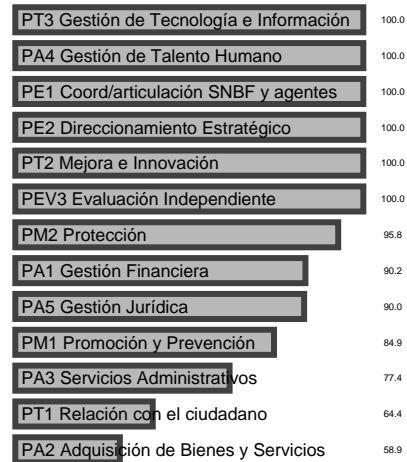 PT3 Gestión de Tecnología e Información 100.0
PA4 Gestión de Talento Humano 100.0
PE1 Coord/articulación SNBF y agentes 100.0
PE2 Direccionamiento Estratégico 100.0
PT2 Mejora e Innovación 100.0
PEV3 Evaluación Independiente 100.0
PM2 Protección 95.8
PA1 Gestión Financiera 90.2
PA5 Gestión Jurídica 90.0
PM1 Promoción y Prevención 84.9
PA3 Servicios Administrativos 77.4
PT1 Relación con el ciudadano 64.4
PA2 Adquisición de Bienes y Servicios 58.9